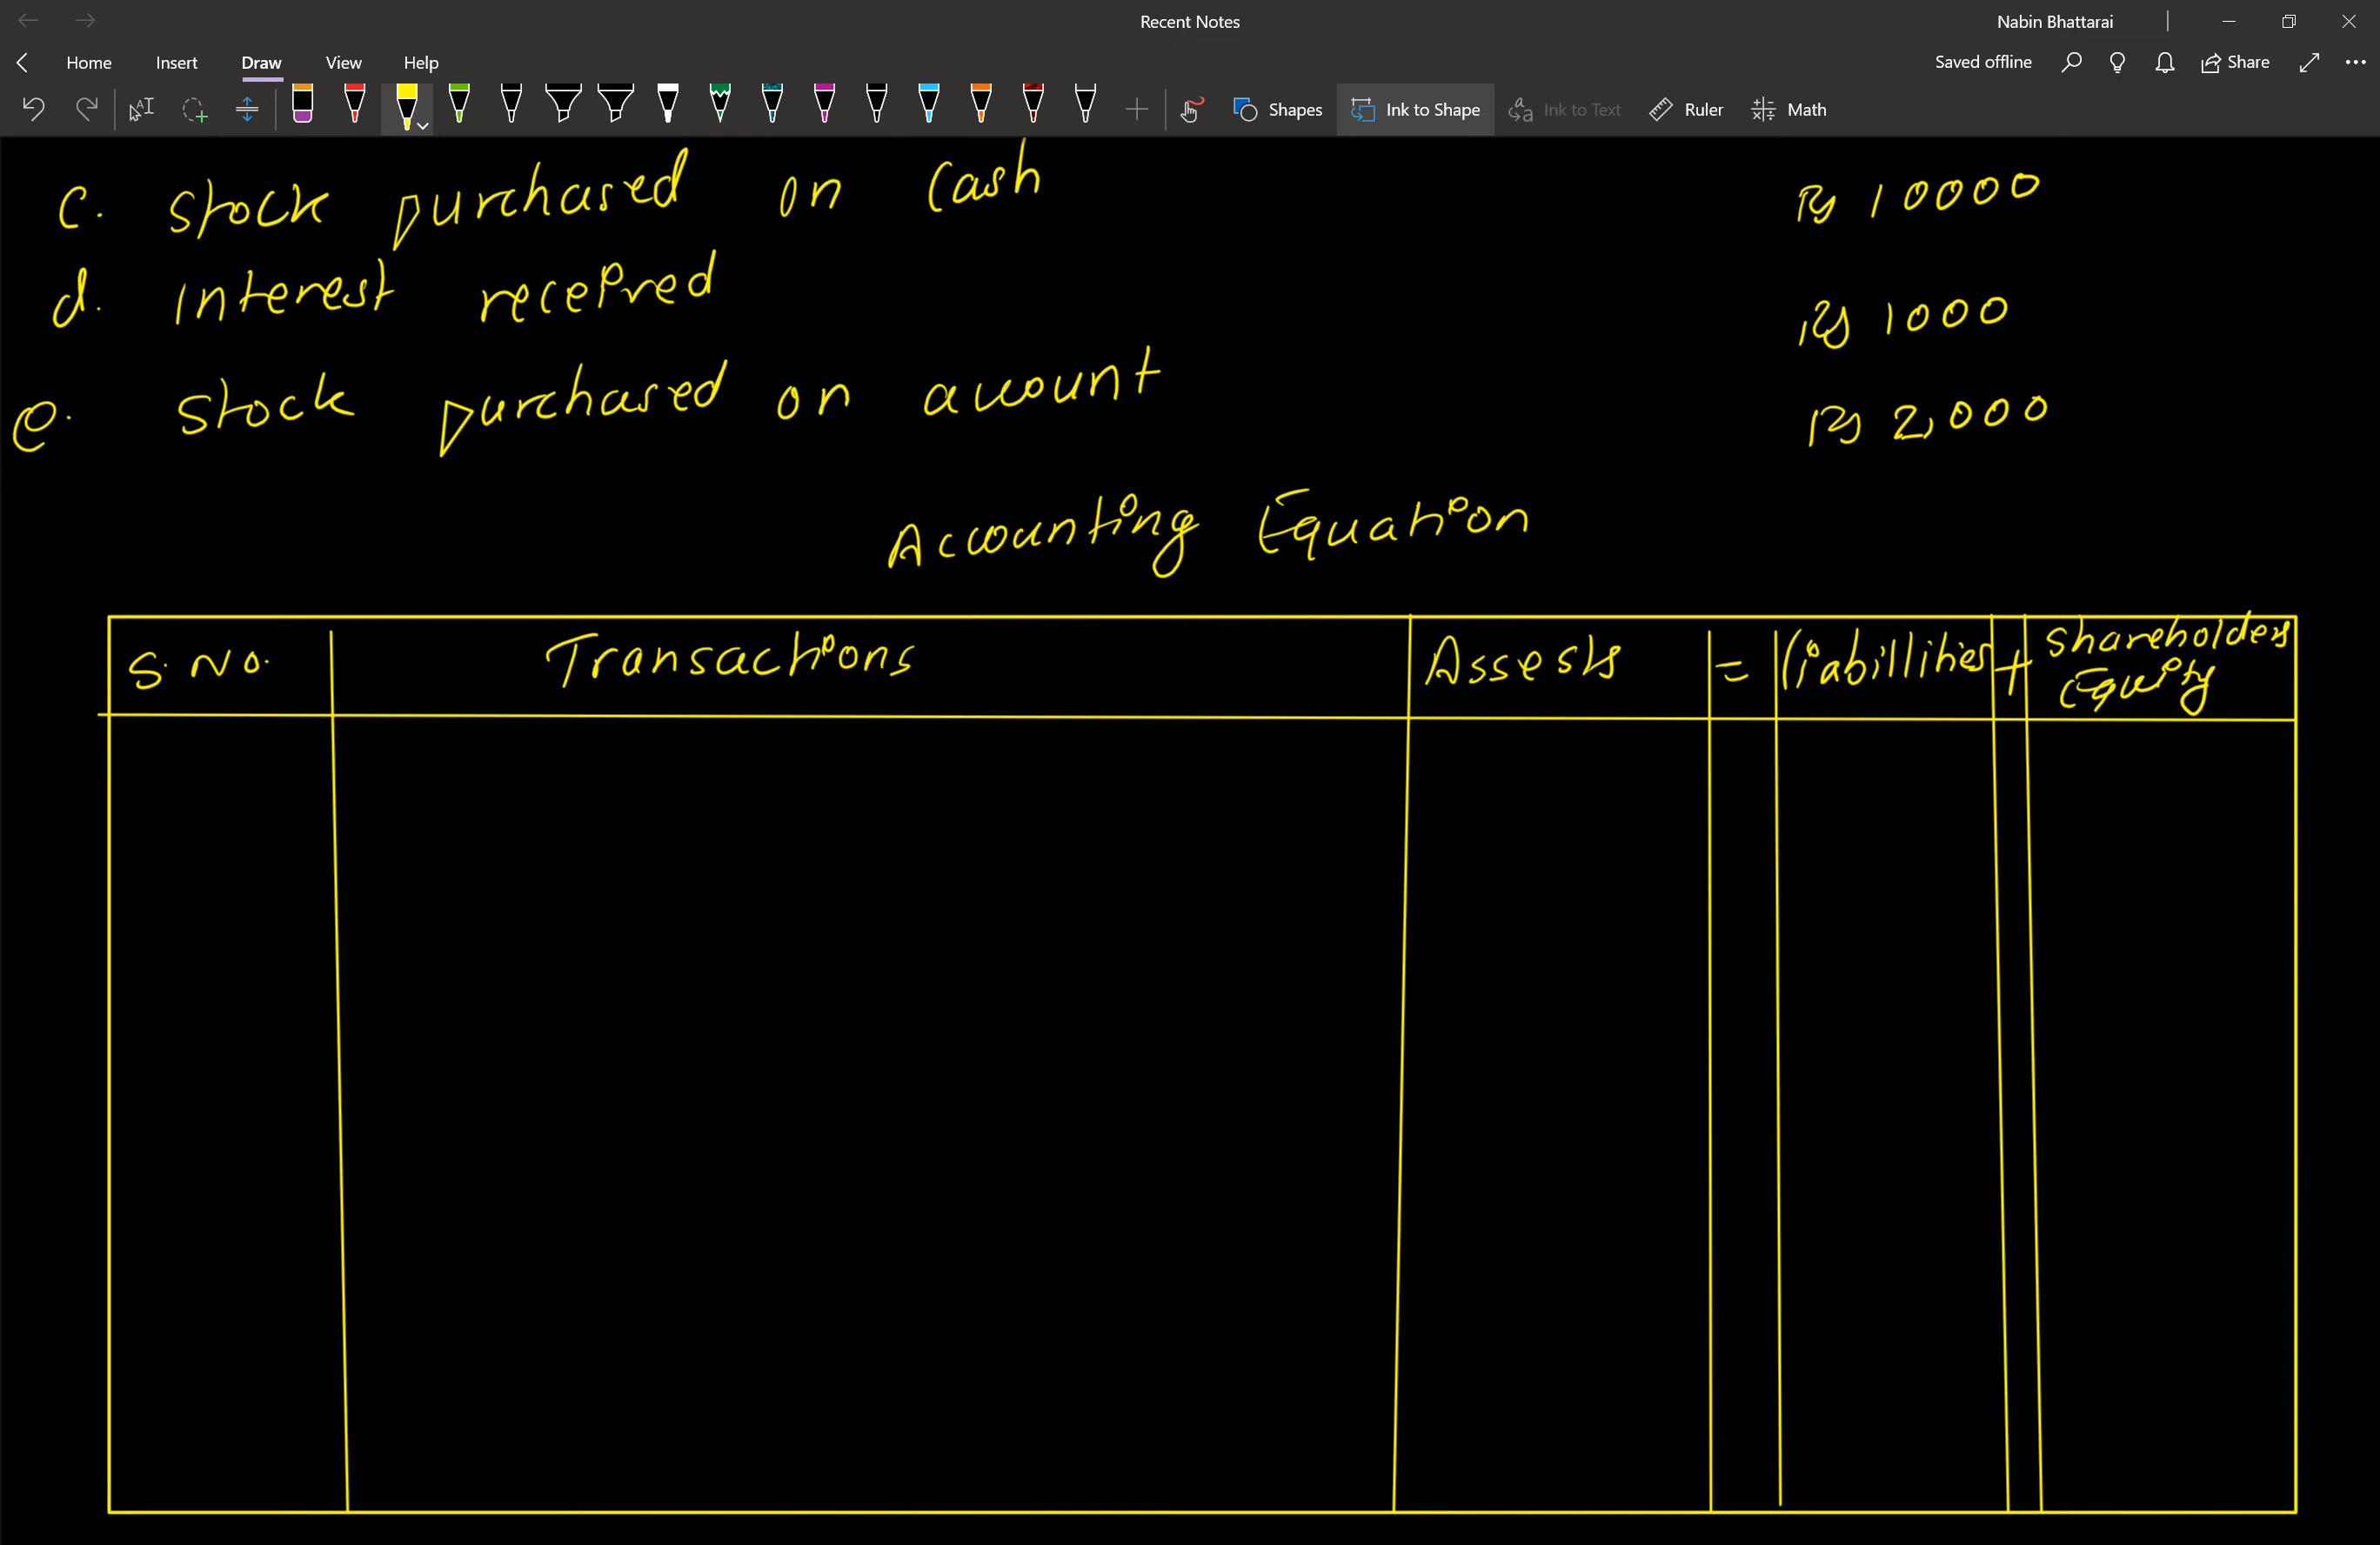 Recent Notes
Nabin Bhattarai
Home Insert Draw View Help
Saved offline
Share
Shapes
Ink to Shape
Ink to Text
Ruler
Math
c. stock purchased on cash Rs 10000
d. interest received Rs 1000
e. stock purchased on account Rs 2,000
Accounting Equation
S. No. Transactions Assests = liabillities + shareholders Equity